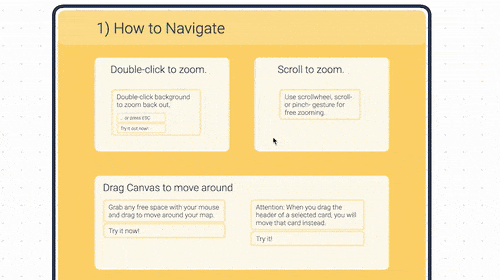 1) How to Navigate
Double-click to zoom.
Double-click background
to zoom back out.
... or press ESC
Try it out now!
Scroll to zoom.
Use scrollwheel, scroll-
or pinch- gesture for
free zooming.
Drag Canvas to move around
Grab any free space with your mouse
and drag to move around your map.
Try it now!
Attention: When you drag the
header of a selected card, you will
move that card instead.
Try it!